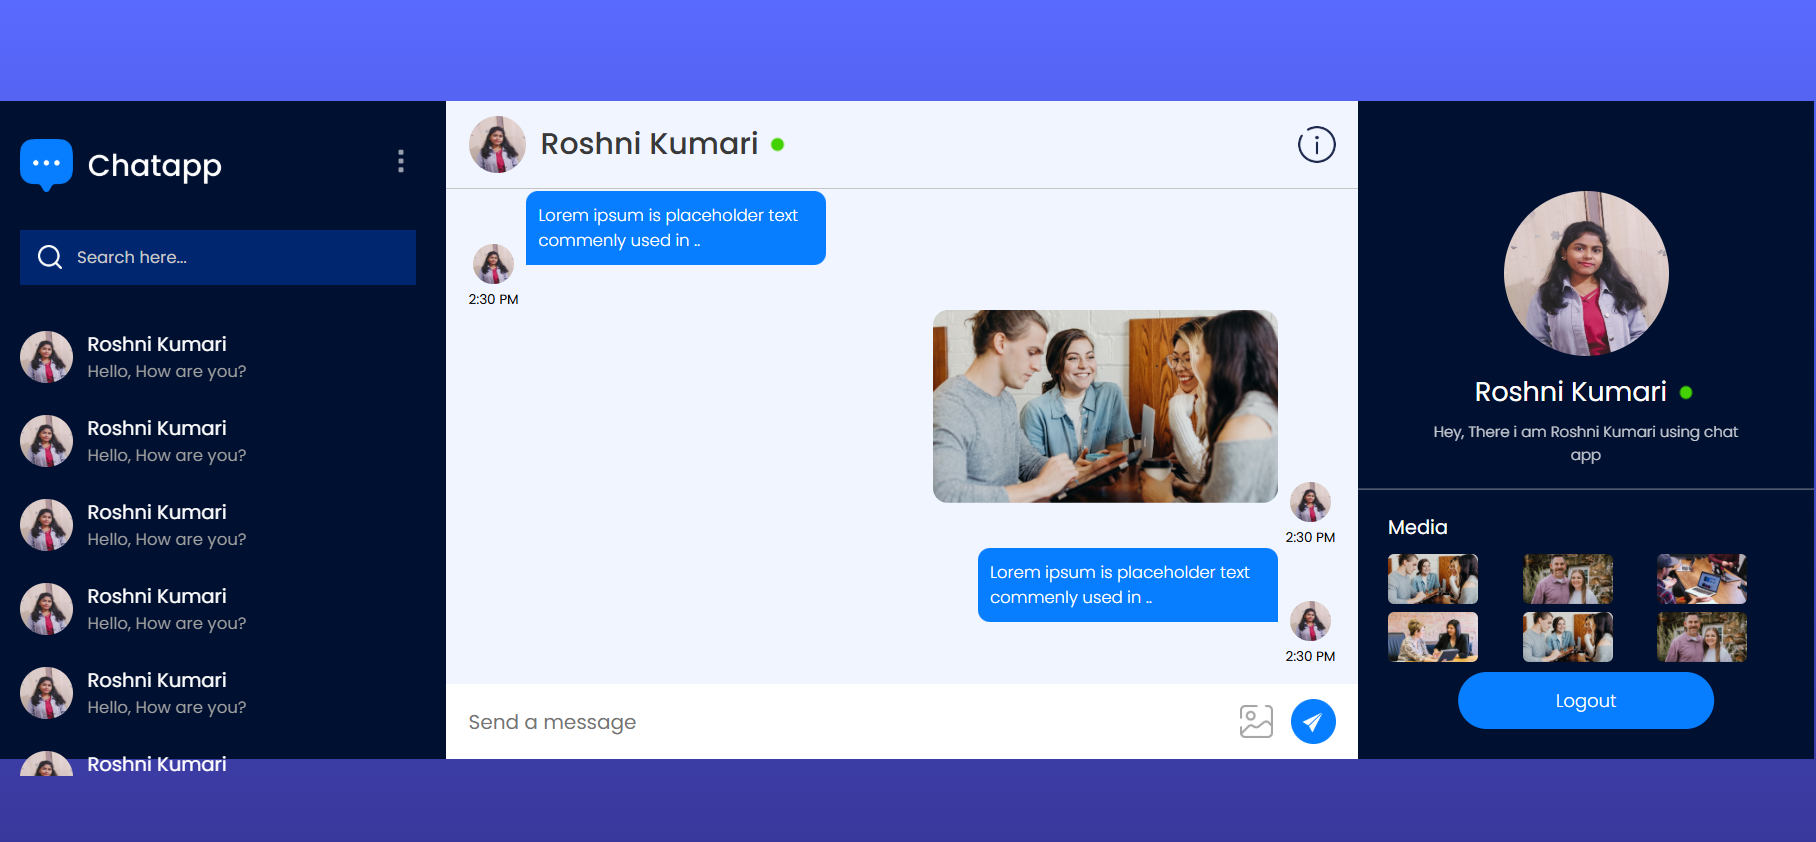 Chatapp
Search here...
Roshni Kumari
Hello, How are you?
Roshni Kumari
Hello, How are you?
Roshni Kumari
Hello, How are you?
Roshni Kumari
Hello, How are you?
Roshni Kumari
Hello, How are you?
Roshni Kumari
Roshni Kumari
Lorem ipsum is placeholder text
commenly used in ..
2:30 PM
2:30 PM
Lorem ipsum is placeholder text
commenly used in ..
2:30 PM
Send a message
Roshni Kumari
Hey, There i am Roshni Kumari using chat
app
Media
Logout